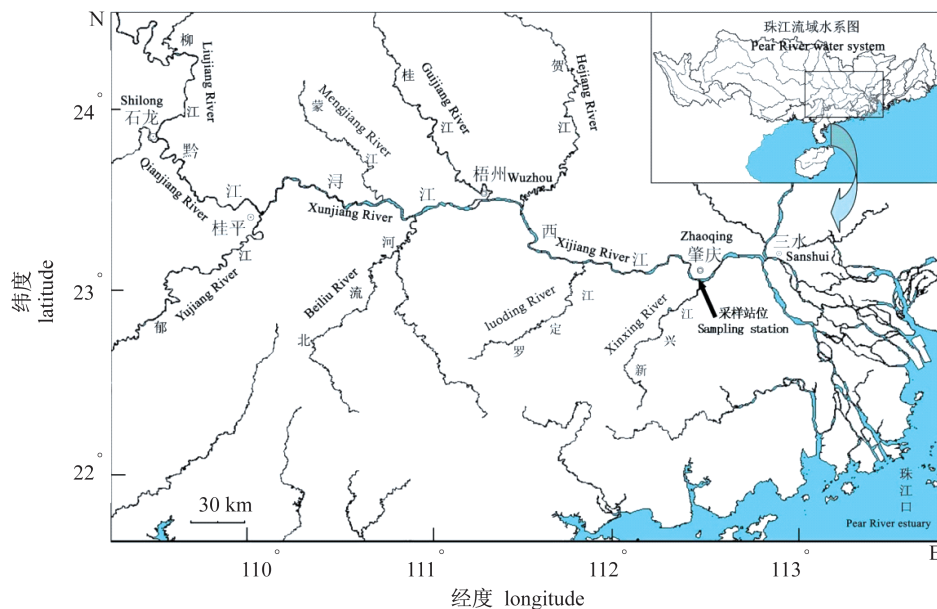 N
珠江流域水系图
Pear River water system
柳
江
Liujiang River
Shilong
石龙
黔
江
Qianjiang River
桂平
郁
江
Yujiang River
蒙
江
Mengjiang River
浔
江
Xunjiang River
桂
江
Guijiang River
贺
江
Hejiang River
梧州
Wuzhou
河
流
北
Beiliu River
西
江
Xijiang River
luoding River
江
定
罗
Zhaoqing
肇庆
三水
Sanshui
采样站位
Sampling station
Xinxing River
江
兴
新
珠
江
口
Pear River estuary
24°
23°
22°
纬度
latitude
30 km
110°
111°
112°
113°
E
经度 longitude